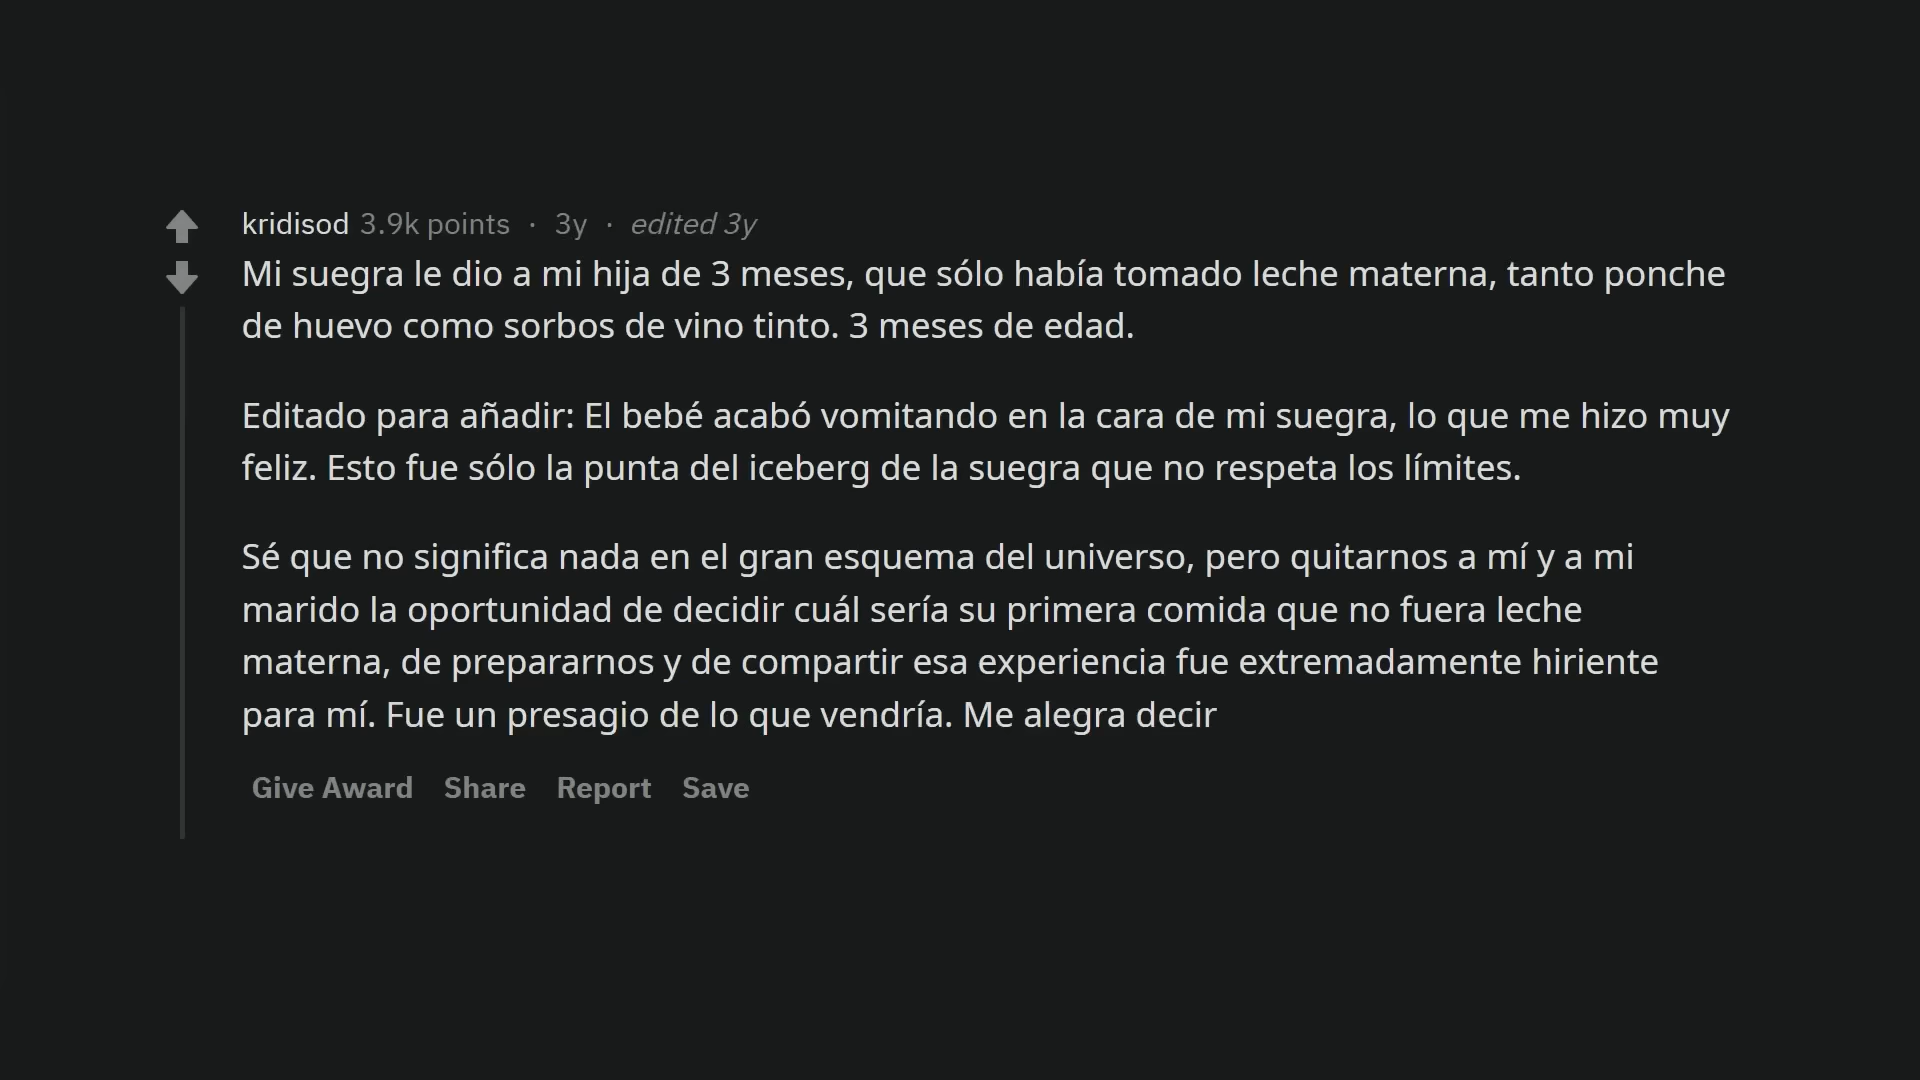 kridisod 3.9k points · 3y · edited 3y
Mi suegra le dio a mi hija de 3 meses, que sólo había tomado leche materna, tanto ponche
de huevo como sorbos de vino tinto. 3 meses de edad.
Editado para añadir: El bebé acabó vomitando en la cara de mi suegra, lo que me hizo muy
feliz. Esto fue sólo la punta del iceberg de la suegra que no respeta los límites.
Sé que no significa nada en el gran esquema del universo, pero quitarnos a mí y a mi
marido la oportunidad de decidir cuál sería su primera comida que no fuera leche
materna, de prepararnos y de compartir esa experiencia fue extremadamente hiriente
para mí. Fue un presagio de lo que vendría. Me alegra decir
Give Award Share Report Save